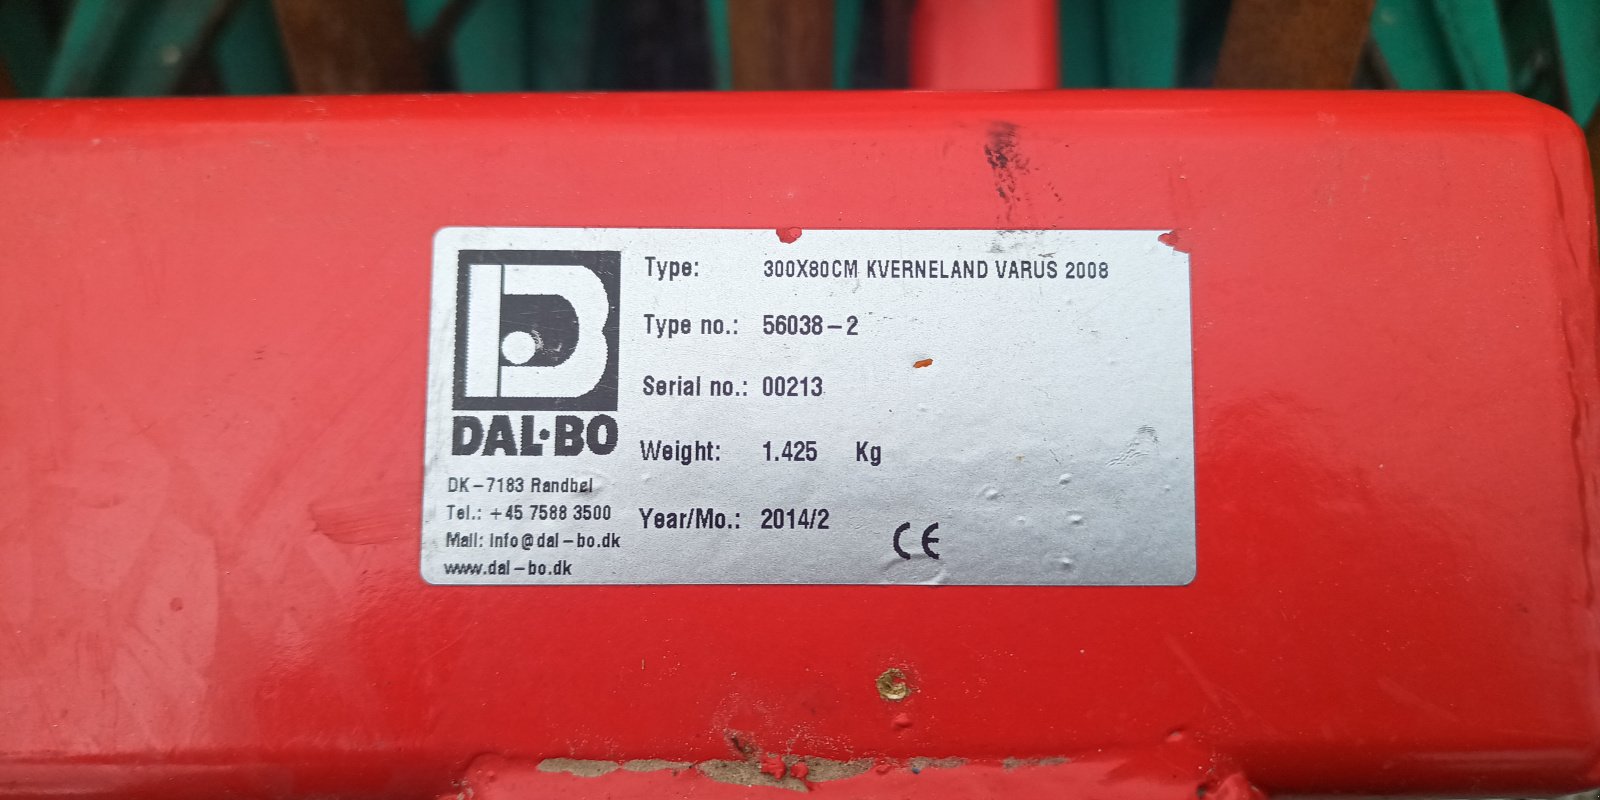 DAL-BO
DK-7183 Randbøl
Tel.: +45 7588 3500
Mail: info@dal-bo.dk
www.dal-bo.dk
Type: 300X80CM KVERNELAND VARUS 2008
Type no.: 56038-2
Serial no.: 00213
Weight: 1.425 Kg
Year/Mo.: 2014/2
CE